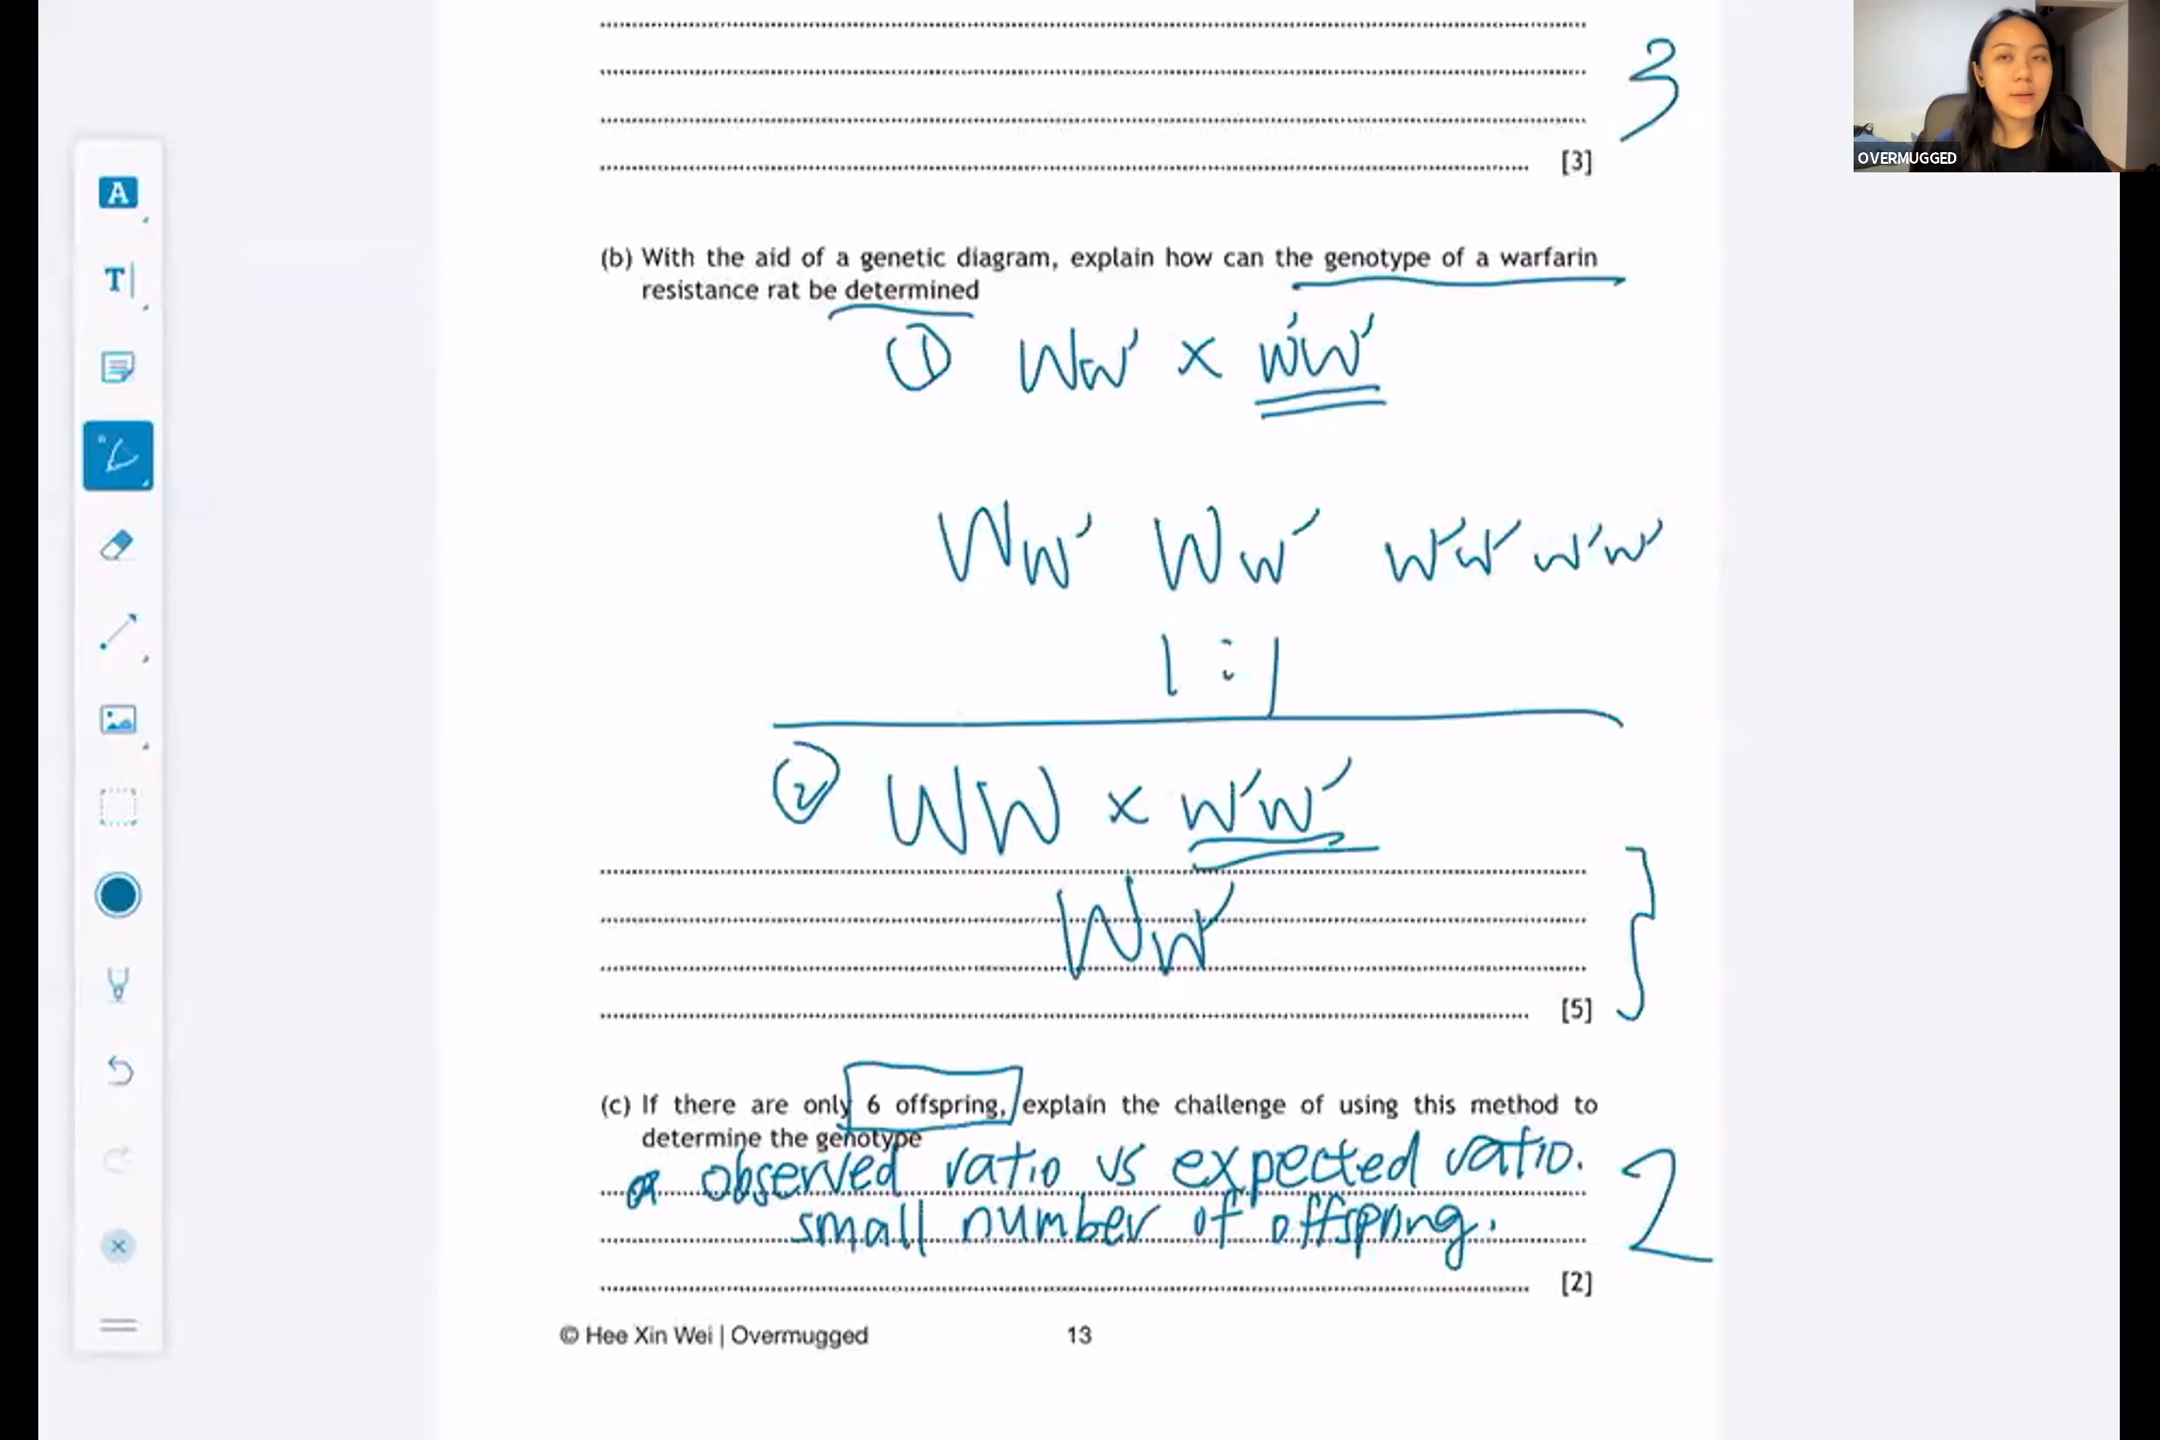 3
OVERMUGGED
[3]
(b) With the aid of a genetic diagram, explain how can the genotype of a warfarin
resistance rat be determined
① Ww' x w'w'
Ww' Ww' w'w' w'w'
1 : 1
② WW x w'w'
Ww'
[5]
(c) If there are only 6 offspring, explain the challenge of using this method to
determine the genotype
observed ratio vs expected ratio.
small number of offspring.
2
[2]
© Hee Xin Wei | Overmugged
13
A
T